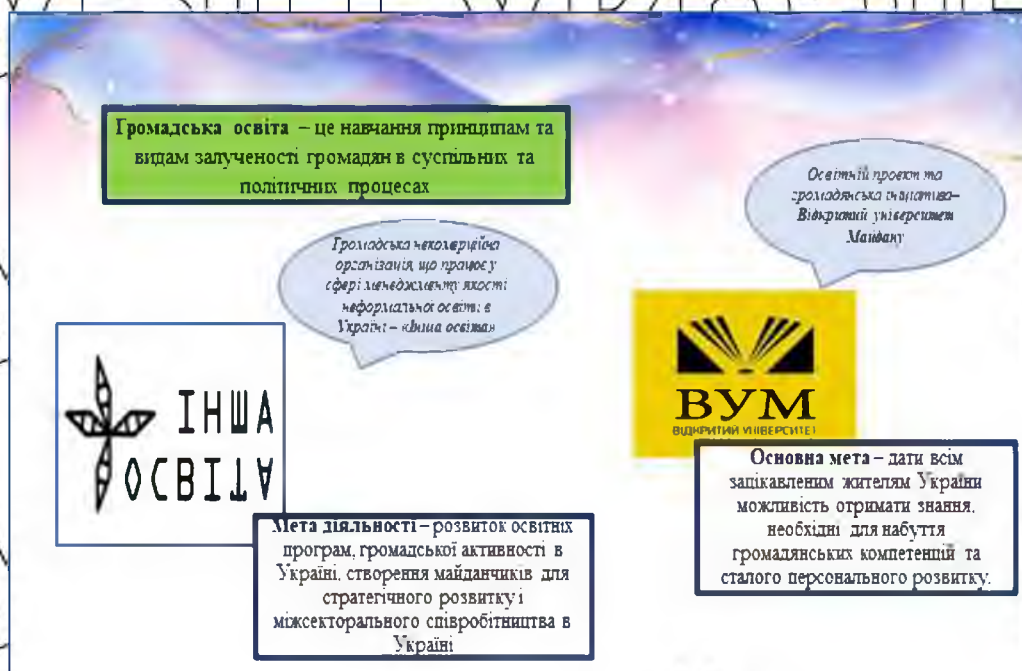 Громадська освіта – це навчання принципам та
видам залученості громадян в суспільних та
політичних процесах
Освітній проект та
громадянська ініціатива–
Відкритий університет
Майдану
Громадська некомерційна
організація, що працює у
сфері менеджменту якості
неформальної освіти в
Україні – «Інша освіта»
ІНША
ОСВІТА
ВУМ
ВІДКРИТИЙ УНІВЕРСИТЕТ
Основна мета – дати всім
зацікавленим жителям України
можливість отримати знання,
необхідні для набуття
громадянських компетенцій та
сталого персонального розвитку.
Мета діяльності – розвиток освітніх
програм, громадської активності в
Україні, створення майданчиків для
стратегічного розвитку і
міжсекторального співробітництва в
Україні